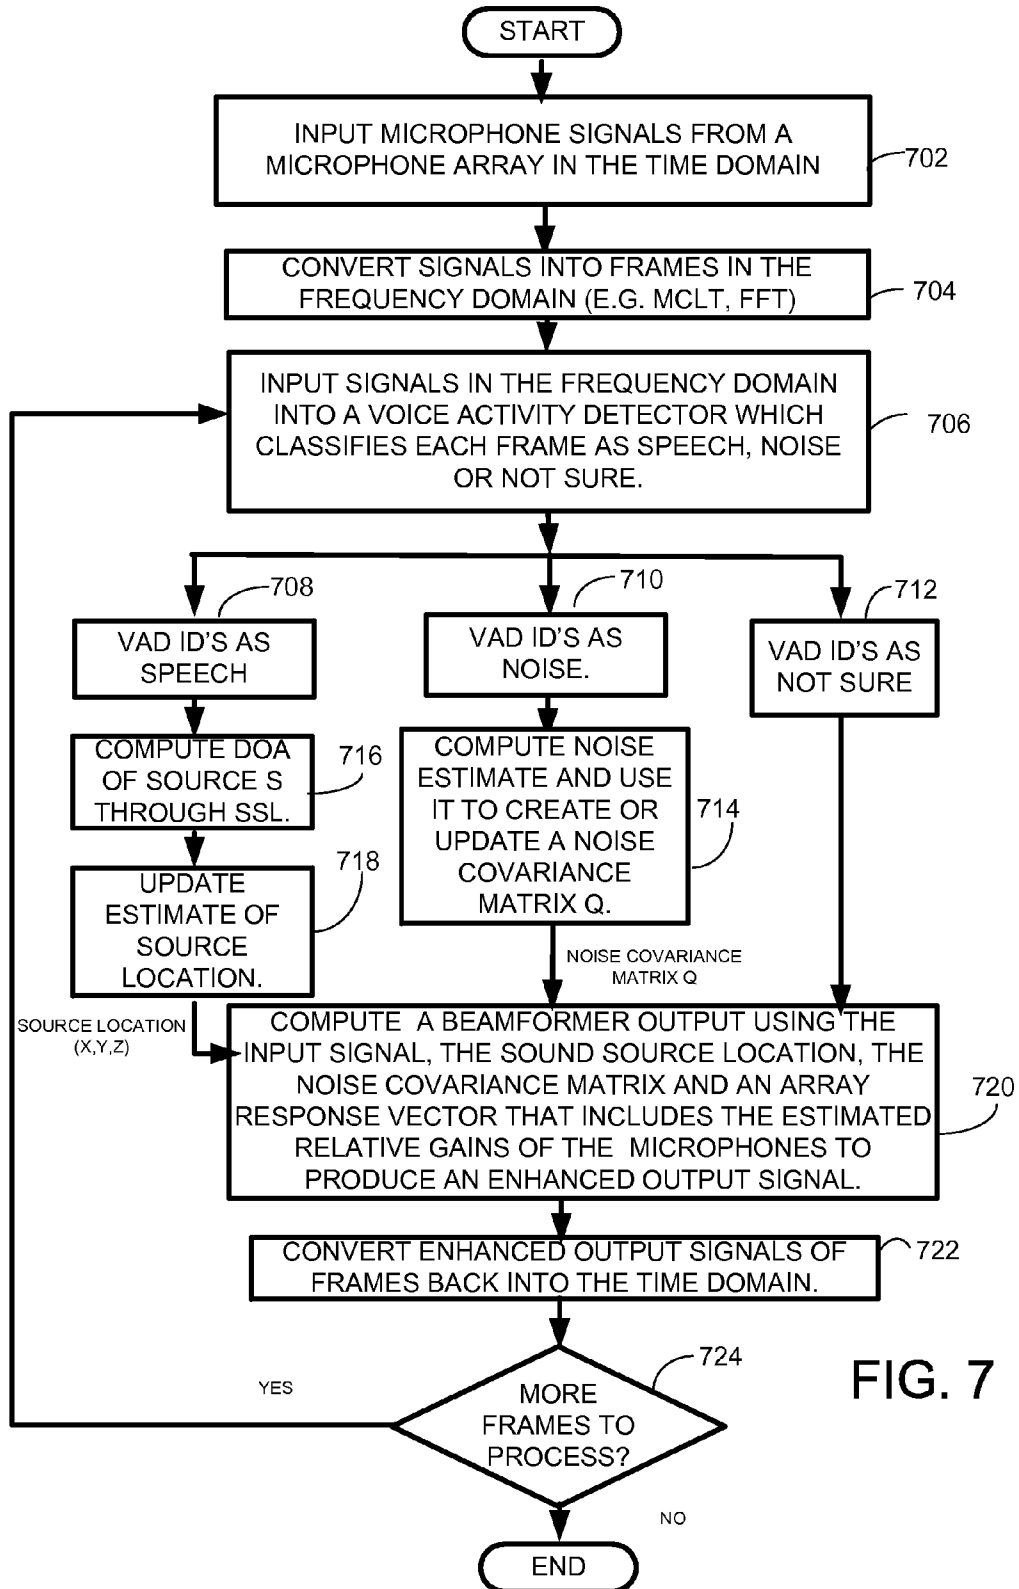 START
INPUT MICROPHONE SIGNALS FROM A
MICROPHONE ARRAY IN THE TIME DOMAIN
702
CONVERT SIGNALS INTO FRAMES IN THE
FREQUENCY DOMAIN (E.G. MCLT, FFT)
704
INPUT SIGNALS IN THE FREQUENCY DOMAIN
INTO A VOICE ACTIVITY DETECTOR WHICH
CLASSIFIES EACH FRAME AS SPEECH, NOISE
OR NOT SURE.
706
708
VAD ID'S AS
SPEECH
710
VAD ID'S AS
NOISE.
712
VAD ID'S AS
NOT SURE
COMPUTE DOA
OF SOURCE S
THROUGH SSL.
716
COMPUTE NOISE
ESTIMATE AND USE
IT TO CREATE OR
UPDATE A NOISE
COVARIANCE
MATRIX Q.
714
UPDATE
ESTIMATE OF
SOURCE
LOCATION.
718
NOISE COVARIANCE
MATRIX Q
SOURCE LOCATION
(X,Y,Z)
COMPUTE A BEAMFORMER OUTPUT USING THE
INPUT SIGNAL, THE SOUND SOURCE LOCATION, THE
NOISE COVARIANCE MATRIX AND AN ARRAY
RESPONSE VECTOR THAT INCLUDES THE ESTIMATED
RELATIVE GAINS OF THE MICROPHONES TO
PRODUCE AN ENHANCED OUTPUT SIGNAL.
720
CONVERT ENHANCED OUTPUT SIGNALS OF
FRAMES BACK INTO THE TIME DOMAIN.
722
724
MORE
FRAMES TO
PROCESS?
YES
NO
END
FIG. 7